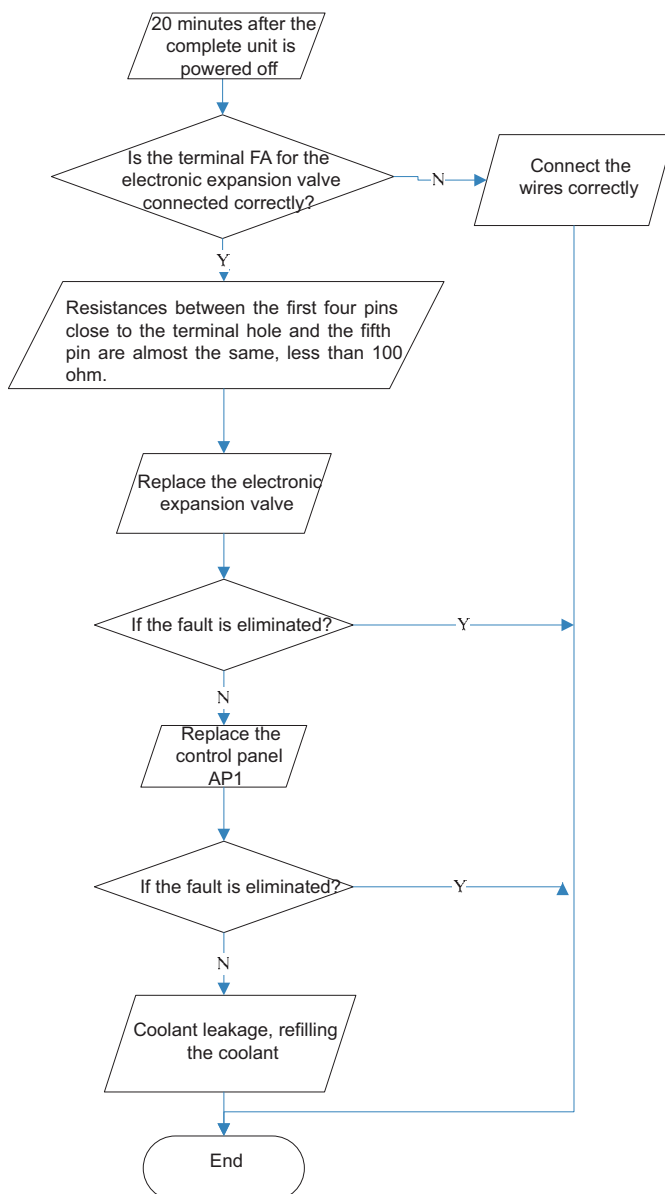 20 minutes after the
complete unit is
powered off
Is the terminal FA for the
electronic expansion valve
connected correctly?
N
Connect the
wires correctly
Y
Resistances between the first four pins
close to the terminal hole and the fifth
pin are almost the same, less than 100
ohm.
Replace the electronic
expansion valve
If the fault is eliminated?
Y
N
Replace the
control panel
AP1
If the fault is eliminated?
Y
N
Coolant leakage, refilling
the coolant
End